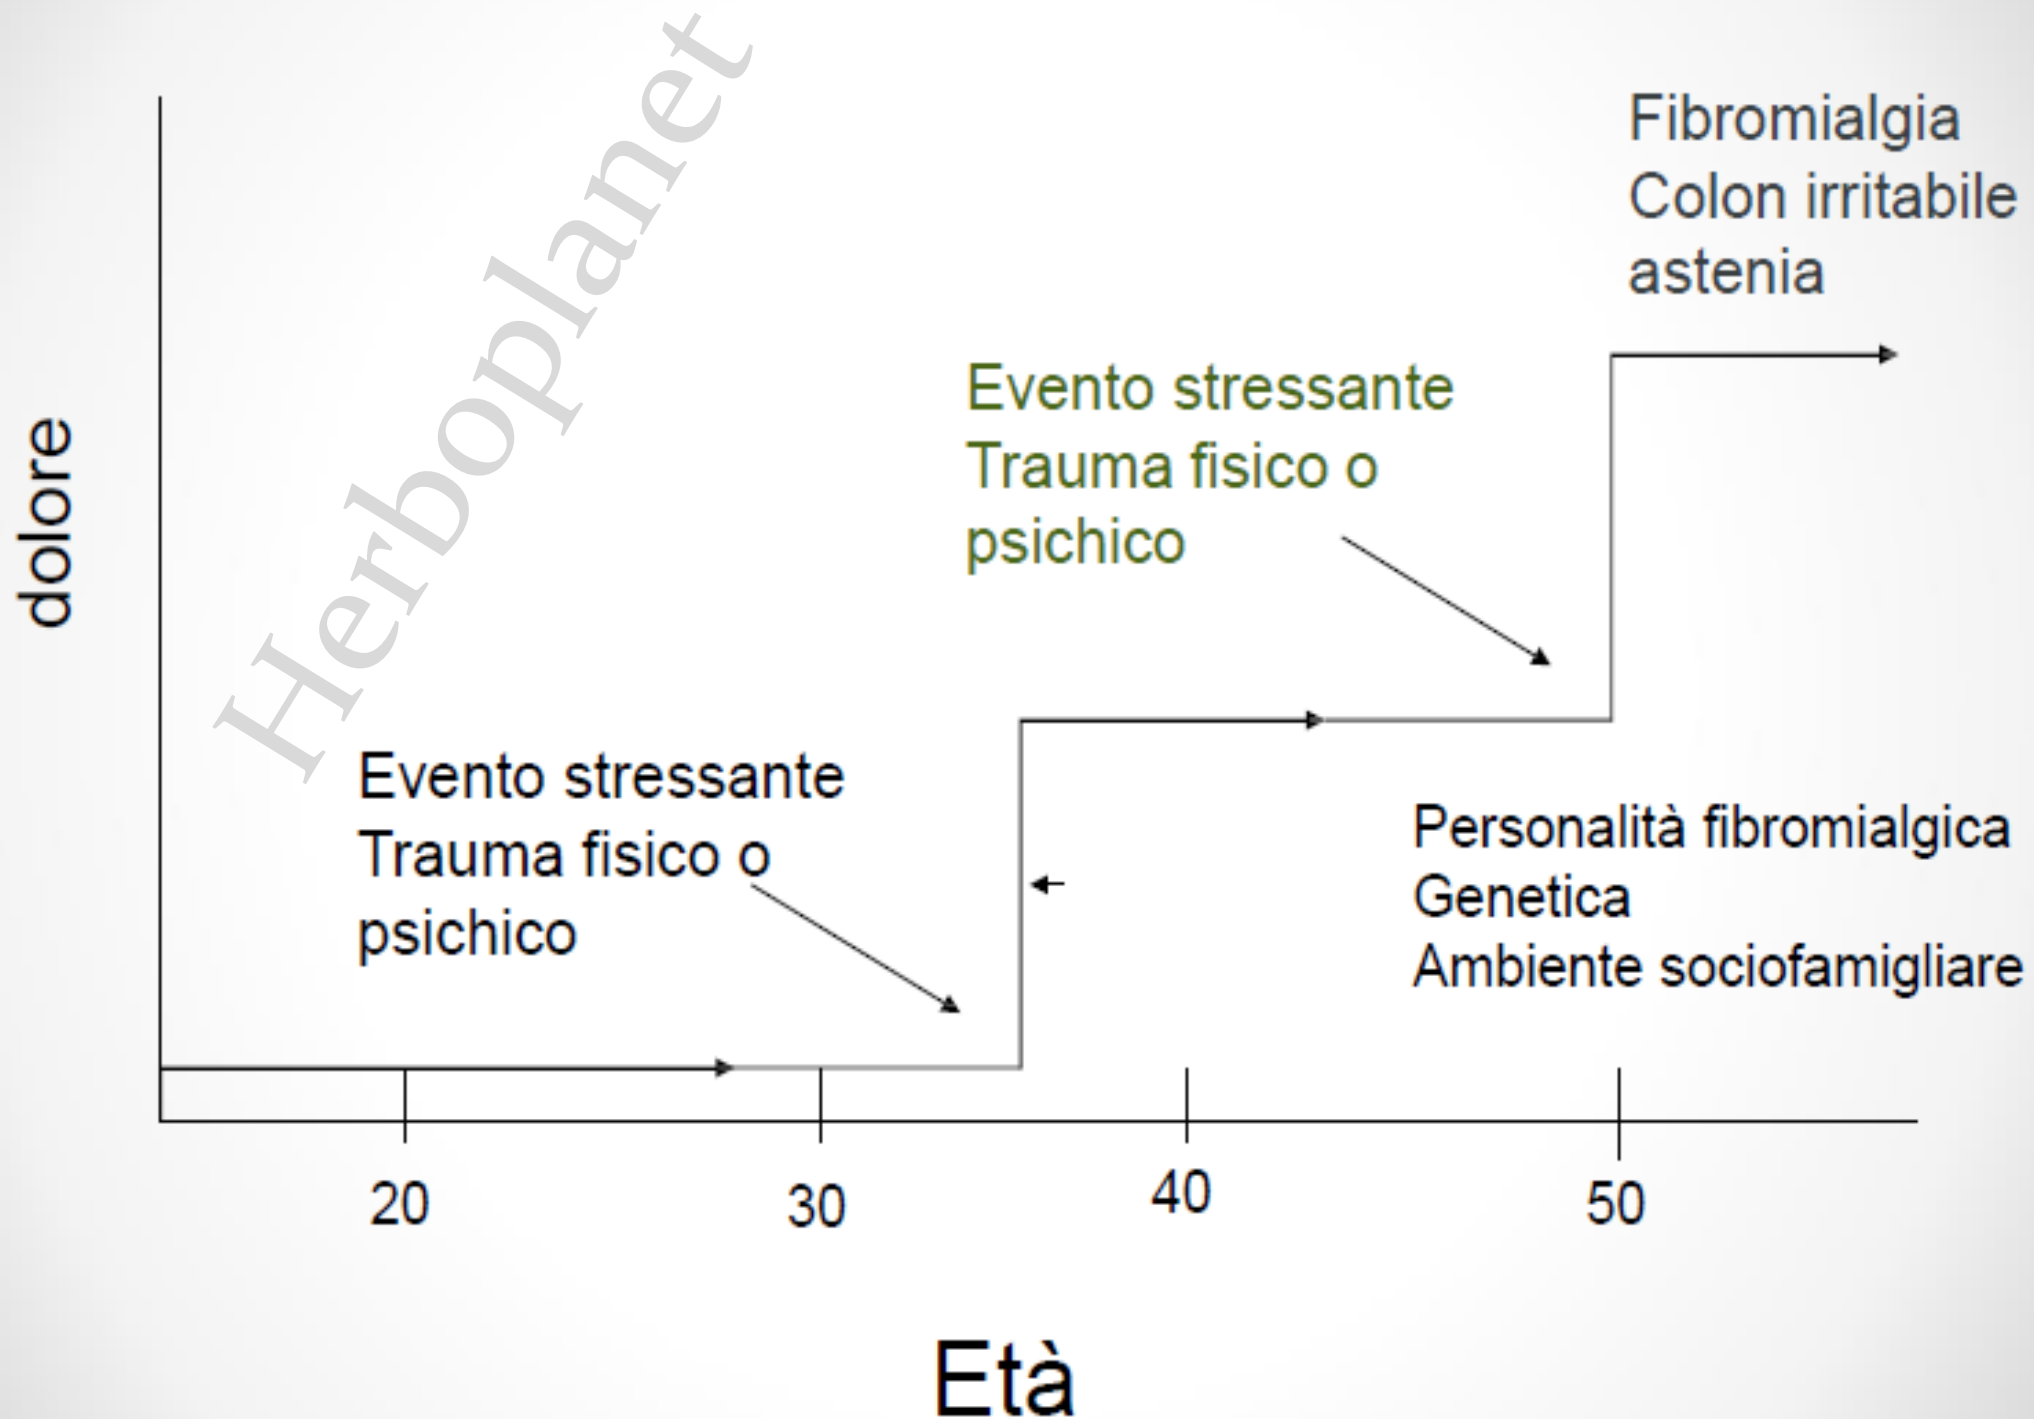 Herboplanet
Fibromialgia
Colon irritabile
astenia
Evento stressante
Trauma fisico o
psichico
dolore
Evento stressante
Trauma fisico o
psichico
Personalità fibromialgica
Genetica
Ambiente sociofamigliare
20
30
40
50
Età